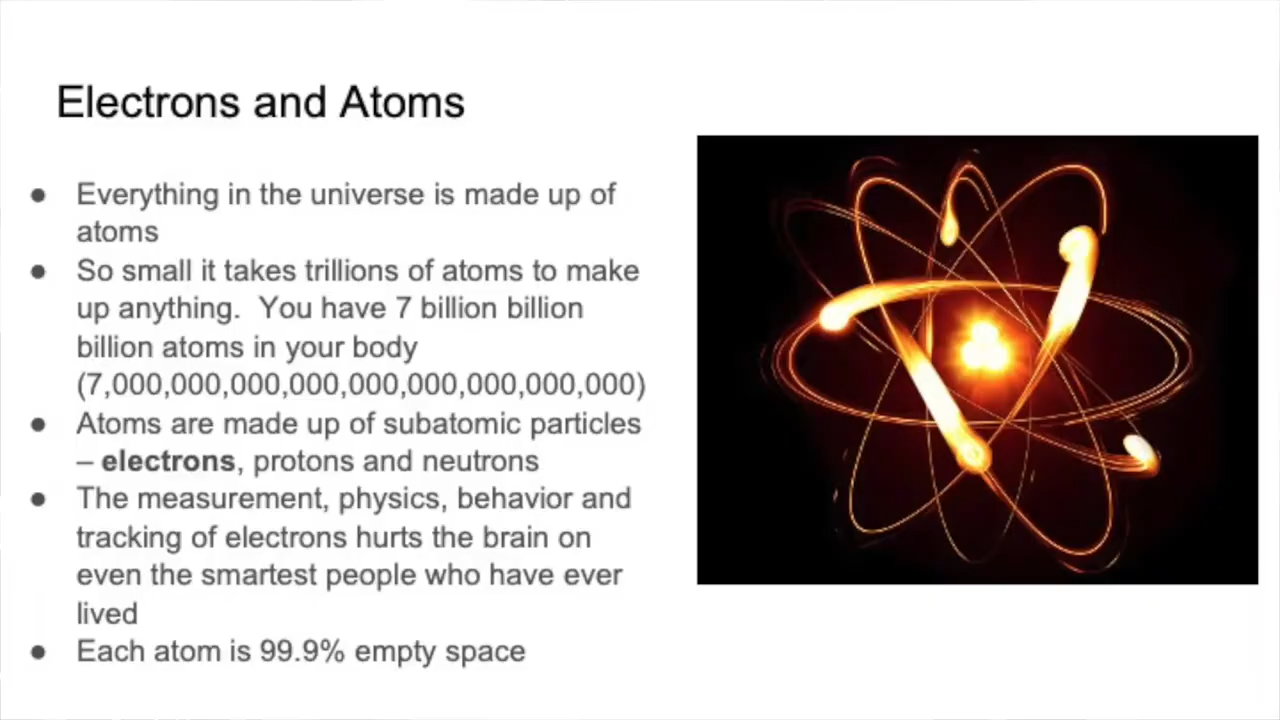 Electrons and Atoms
● Everything in the universe is made up of
atoms
● So small it takes trillions of atoms to make
up anything.  You have 7 billion billion
billion atoms in your body
(7,000,000,000,000,000,000,000,000,000)
● Atoms are made up of subatomic particles
– electrons, protons and neutrons
● The measurement, physics, behavior and
tracking of electrons hurts the brain on
even the smartest people who have ever
lived
● Each atom is 99.9% empty space